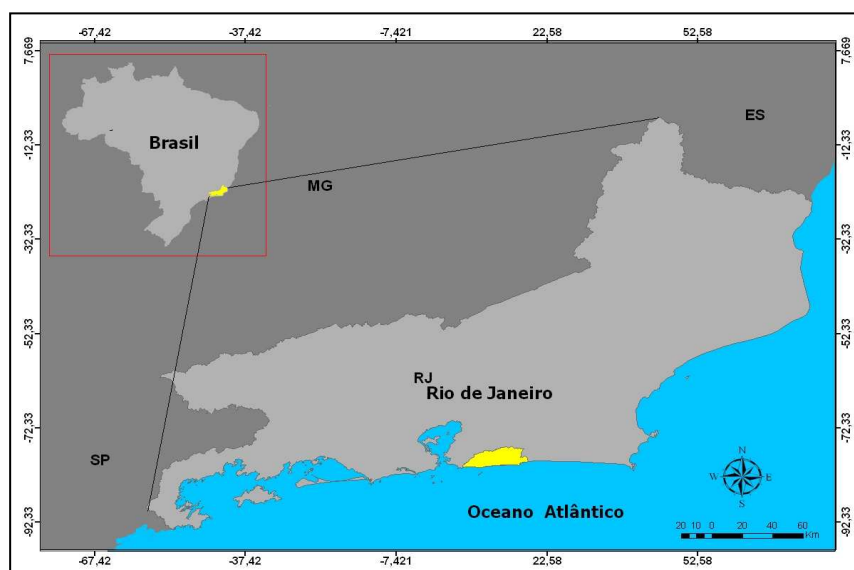 -67,42 -37,42 -7,421 22,58 52,58
7,669 7,669
ES
Brasil
-12,33 -12,33
MG
-32,33 -32,33
-52,33 -52,33
RJ
Rio de Janeiro
-72,33 -72,33
SP
N
W E
S
Oceano Atlântico
-92,33 -92,33
20 10 0 20 40 60
Km
-67,42 -37,42 -7,421 22,58 52,58